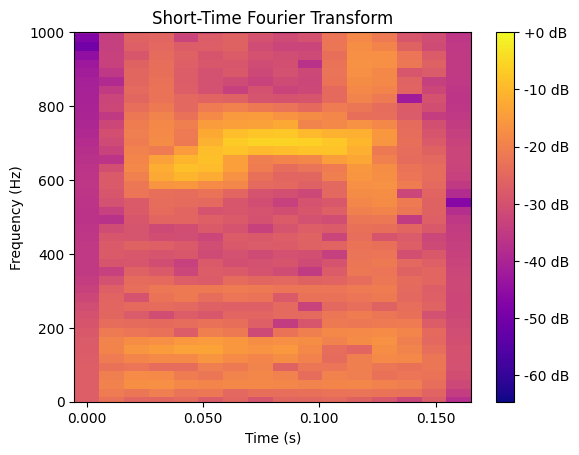 Short-Time Fourier Transform
1000
800
600
400
200
0
Frequency (Hz)
0.000
0.050
0.100
0.150
Time (s)
+0 dB
-10 dB
-20 dB
-30 dB
-40 dB
-50 dB
-60 dB